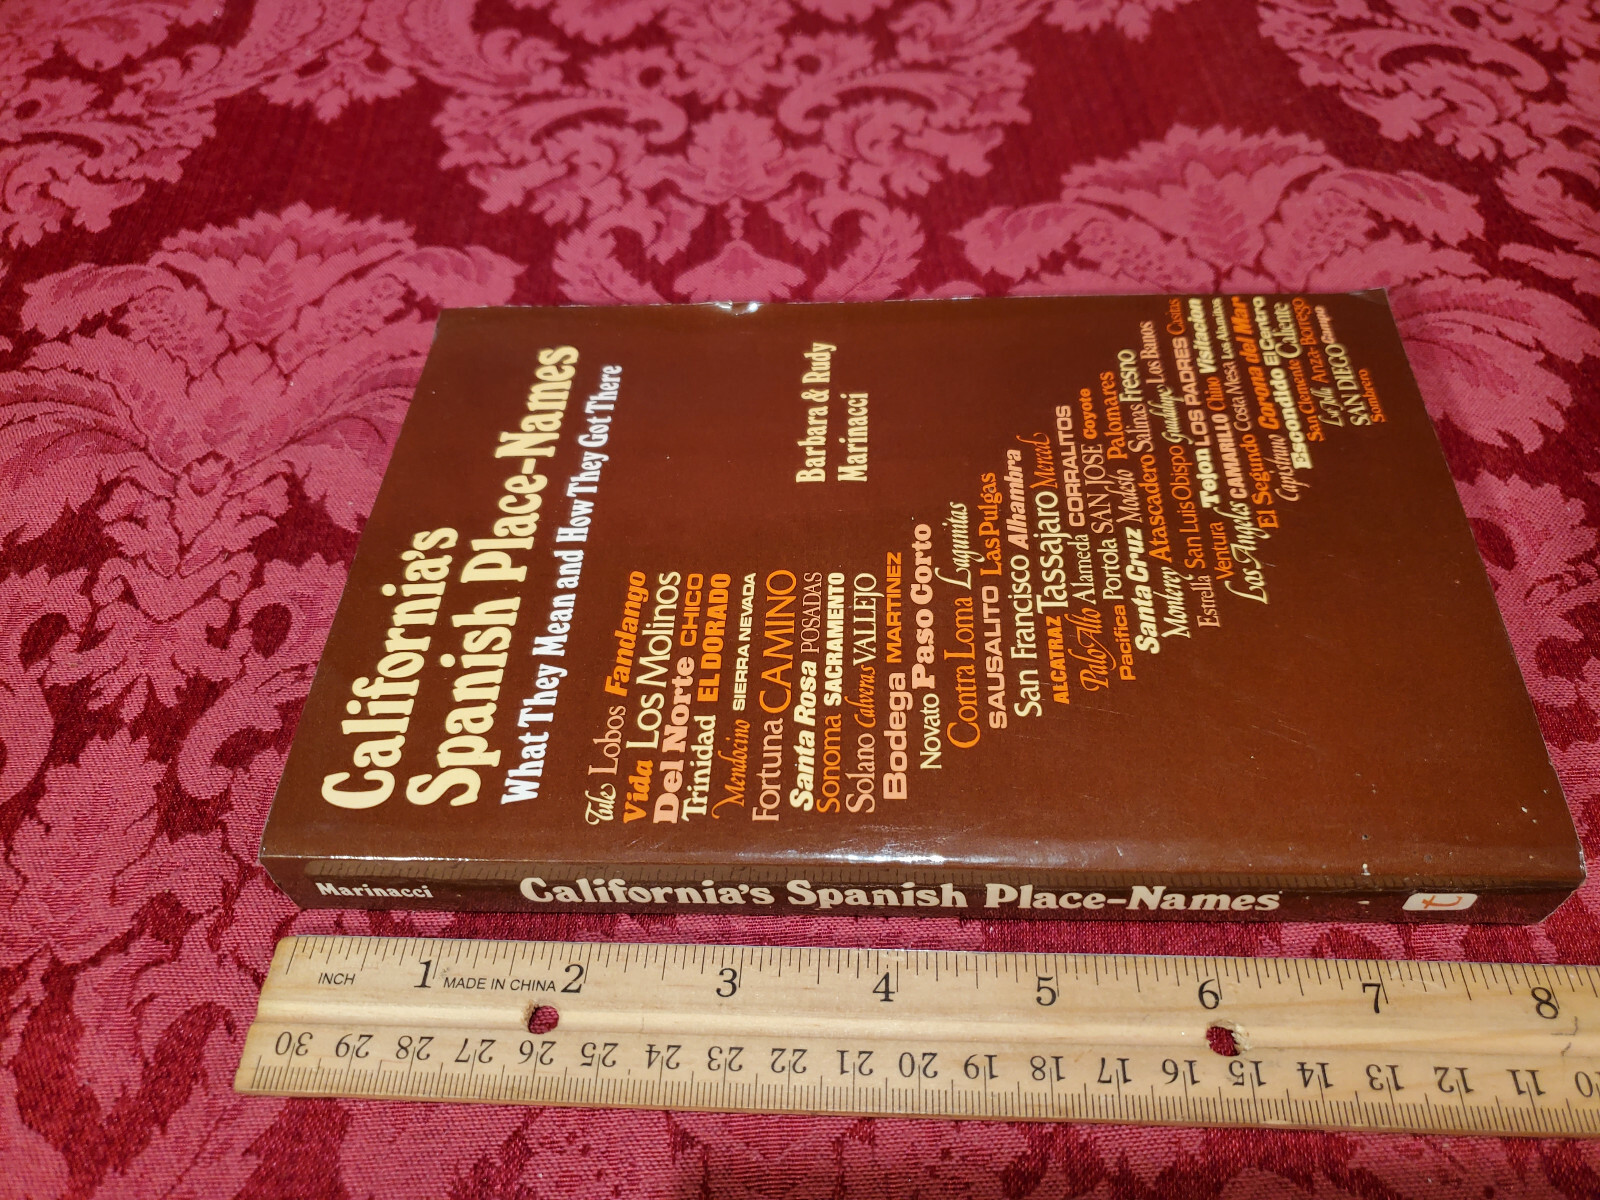 California's
Spanish Place-Names
What They Mean and How They Got There
Barbara & Rudy
Marinacci
Tule Lobos Fandango
Vida Los Molinos
Del Norte CHICO
Trinidad EL DORADO
Mendocino SIERRA NEVADA
Fortuna CAMINO
Santa Rosa POSADAS
Sonoma SACRAMENTO
Solano Calveras VALLEJO
Bodega MARTINEZ
Novato Paso Corto
Contra Loma Lagunitas
SAUSALITO Las Pulgas
San Francisco Alhambra
ALCATRAZ Tassajaro Merced
Palo Alto Alameda CORRALITOS
Pacifica Portola SAN JOSE Coyote
Santa Cruz Modesto Palomares
Monterey Atascadero Salinas Fresno
Estrella San Luis Obispo Guadalupe Los Banos
Ventura Tejon LOS PADRES Casitas
Los Angeles CAMARILLO Chino Visitacion
El Segundo Costa Mesa Los Alamitos
Capistrano Corona del Mar
Escondido El Cerrero
San Clemente Caliente
La Jolla Anza-Borrego
SAN DIEGO
Sombrero
Marinacci California's Spanish Place-Names t
INCH 1 MADE IN CHINA 2 3 4 5 6 7 8
30 29 28 27 26 25 24 23 22 21 20 19 18 17 16 15 14 13 12 11 10